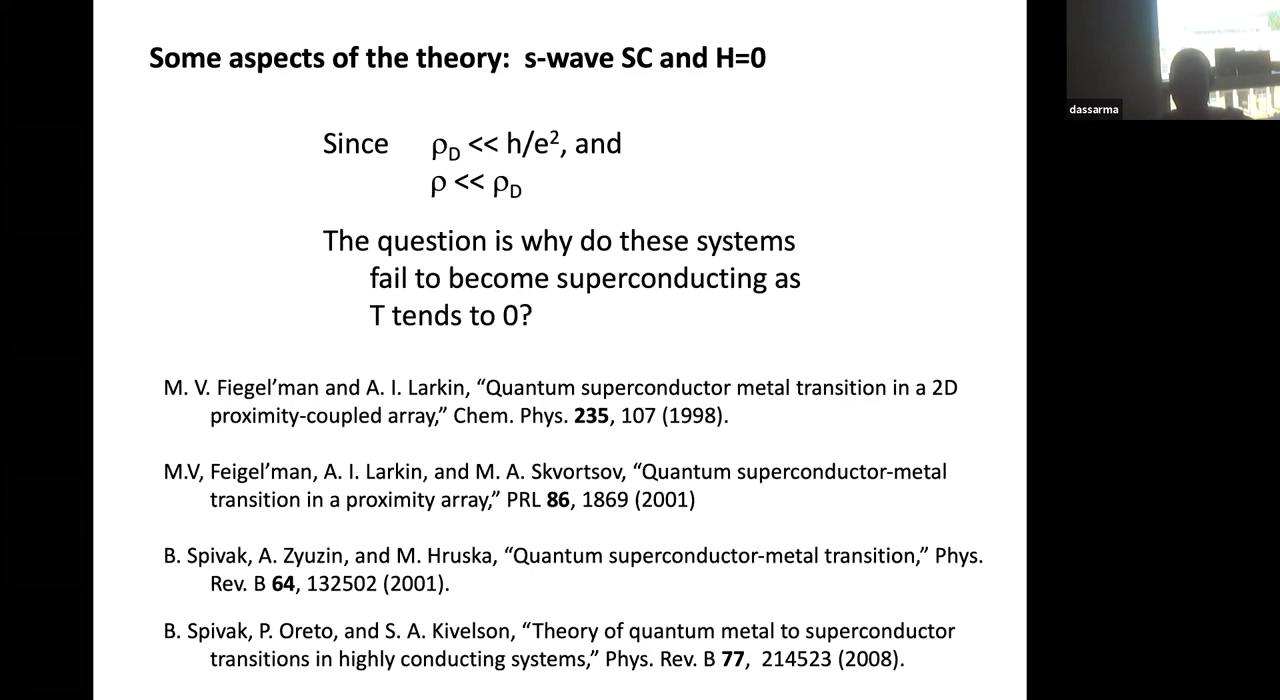 Some aspects of the theory:  s-wave SC and H=0
dassarma
Since ρD << h/e², and
ρ << ρD
The question is why do these systems
fail to become superconducting as
T tends to 0?
M. V. Fiegel’man and A. I. Larkin, “Quantum superconductor metal transition in a 2D
proximity-coupled array,” Chem. Phys. 235, 107 (1998).
M.V, Feigel’man, A. I. Larkin, and M. A. Skvortsov, “Quantum superconductor-metal
transition in a proximity array,” PRL 86, 1869 (2001)
B. Spivak, A. Zyuzin, and M. Hruska, “Quantum superconductor-metal transition,” Phys.
Rev. B 64, 132502 (2001).
B. Spivak, P. Oreto, and S. A. Kivelson, “Theory of quantum metal to superconductor
transitions in highly conducting systems,” Phys. Rev. B 77,  214523 (2008).